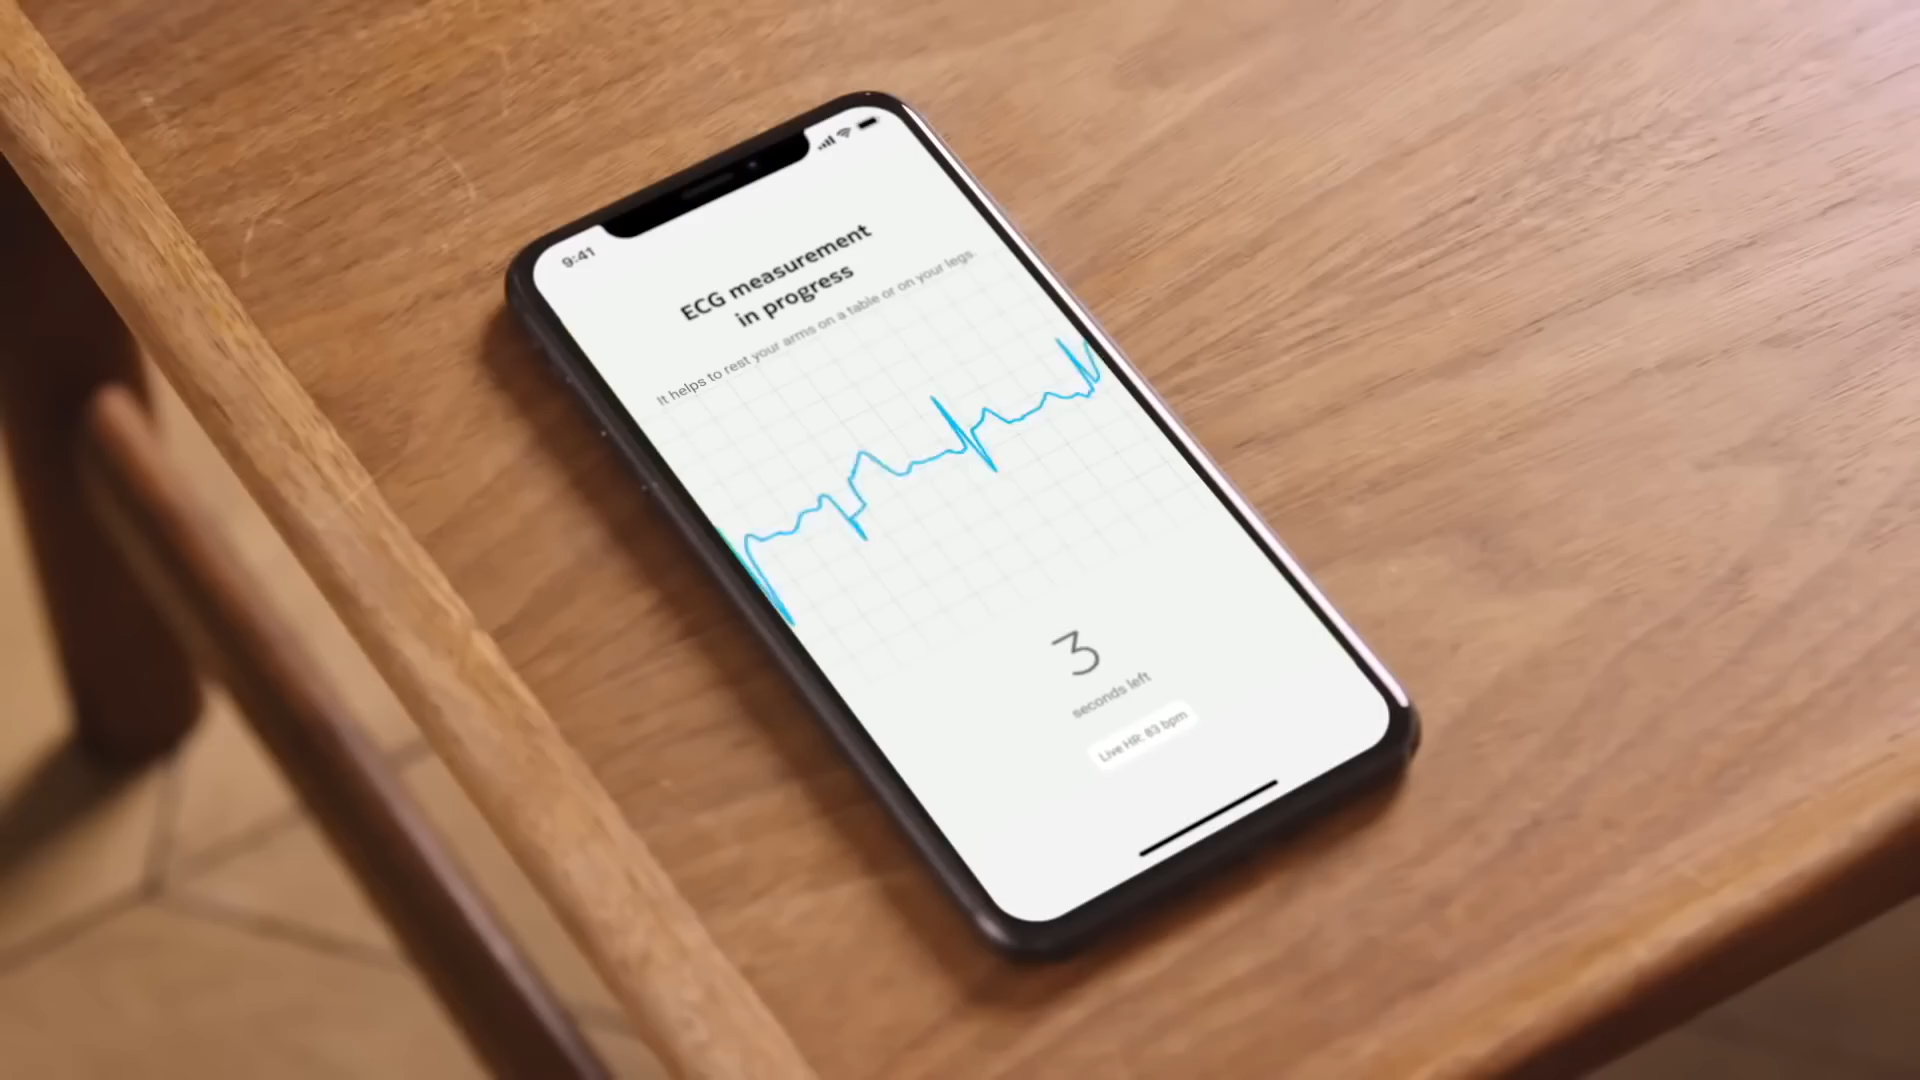 9:41
ECG measurement
in progress
It helps to rest your arms on a table or on your legs.
3
seconds left
Live HR: 83 bpm